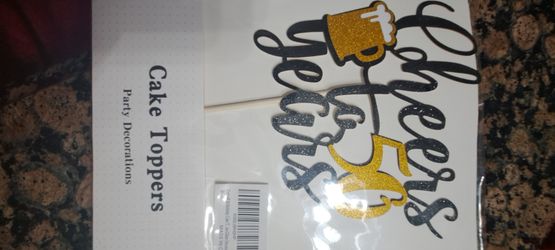 Cheers
to 50
years
Cake Toppers
Party Decorations